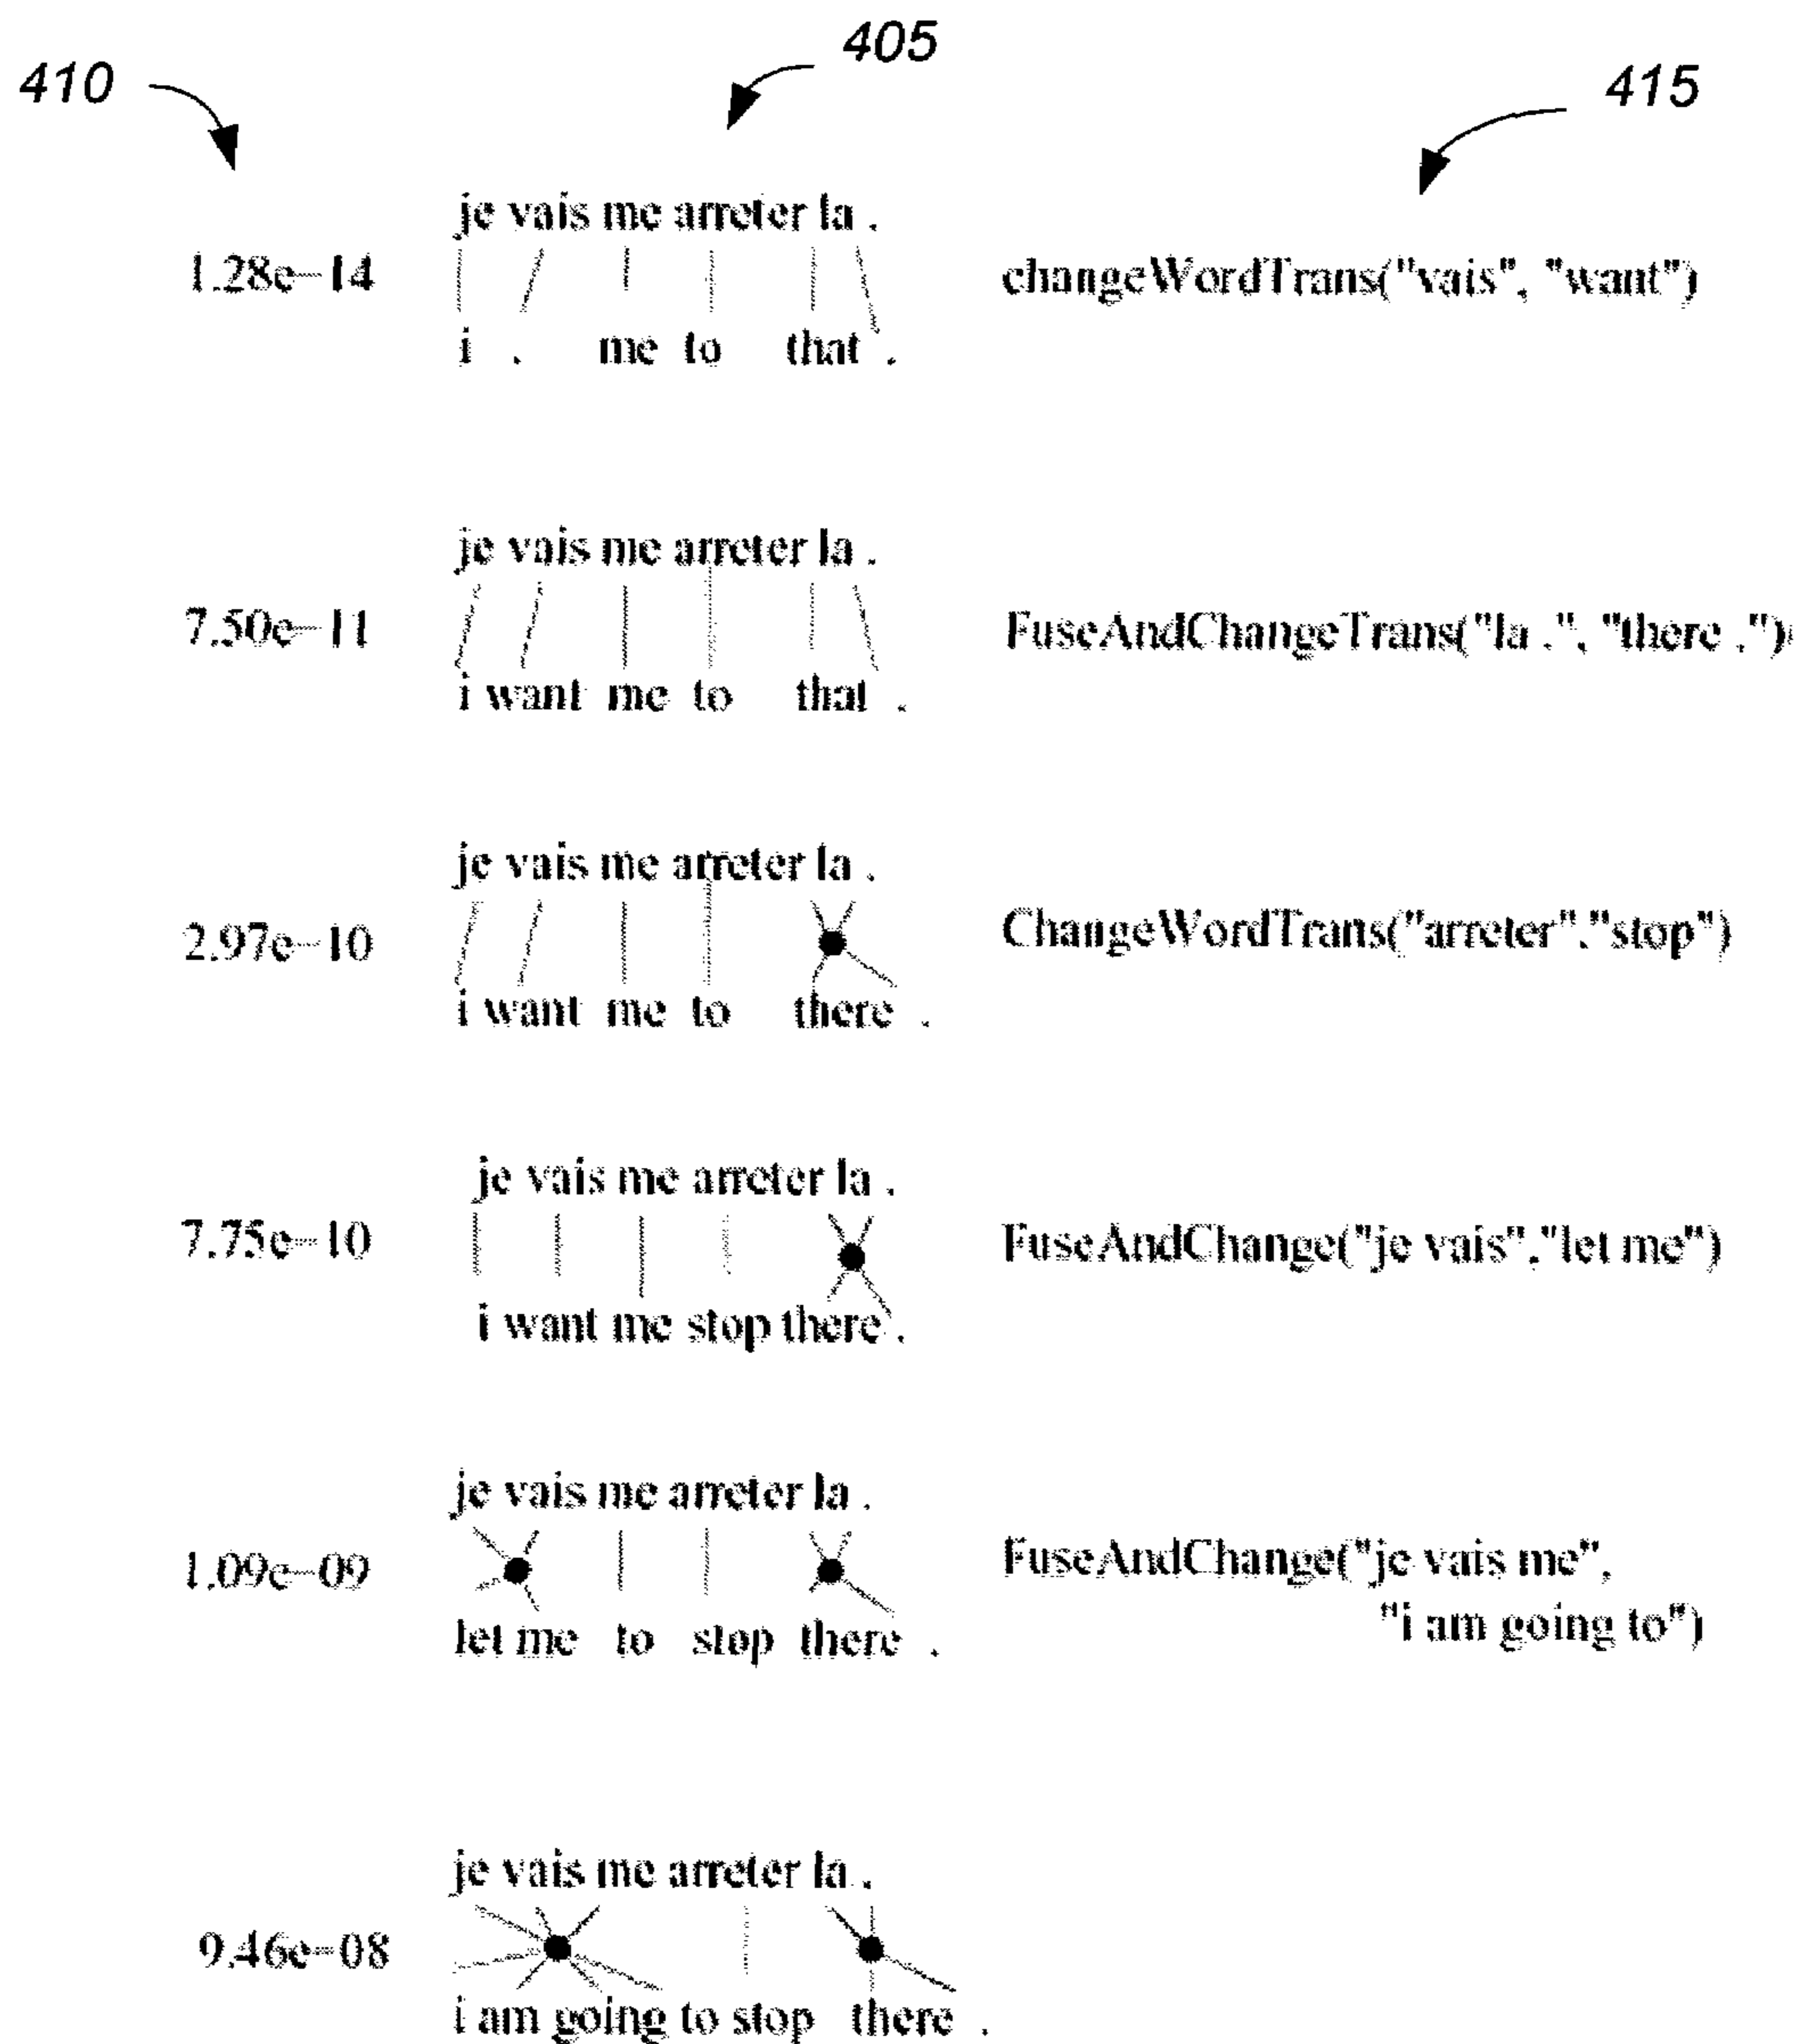 405
410
415
je vais me arreter la .
1.28e-14
changeWordTrans("vais", "want")
i . me to that .
je vais me arreter la .
7.50e-11
FuseAndChangeTrans("la .", "there .")
i want me to that .
je vais me arreter la .
2.97e-10
ChangeWordTrans("arreter","stop")
i want me to there .
je vais me arreter la .
7.75e-10
FuseAndChange("je vais","let me")
i want me stop there .
je vais me arreter la .
1.09e-09
FuseAndChange("je vais me",
"i am going to")
let me to stop there .
je vais me arreter la .
9.46e-08
i am going to stop there .